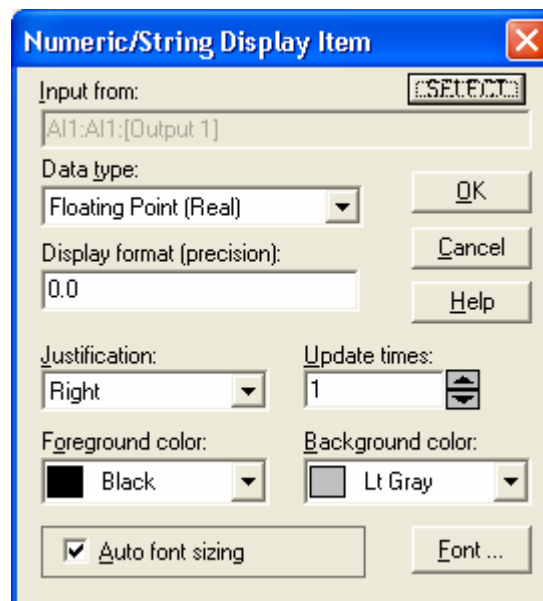 Numeric/String Display Item
Input from:
SELECT
AI1:AI1:[Output 1]
Data type:
Floating Point (Real)
OK
Display format (precision):
Cancel
0.0
Help
Justification:
Update times:
Right
1
Foreground color:
Background color:
Black
Lt Gray
Auto font sizing
Font ...